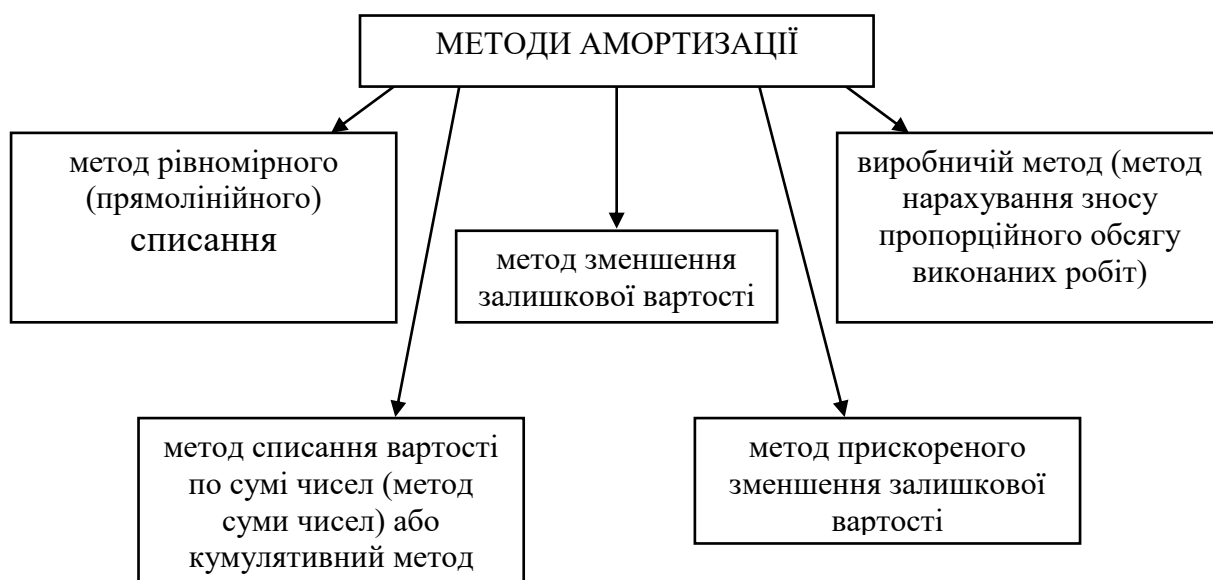 МЕТОДИ АМОРТИЗАЦІЇ
метод рівномірного
(прямолінійного)
списання
метод зменшення
залишкової вартості
виробничій метод (метод
нарахування зносу
пропорційного обсягу
виконаних робіт)
метод списання вартості
по сумі чисел (метод
суми чисел) або
кумулятивний метод
метод прискореного
зменшення залишкової
вартості